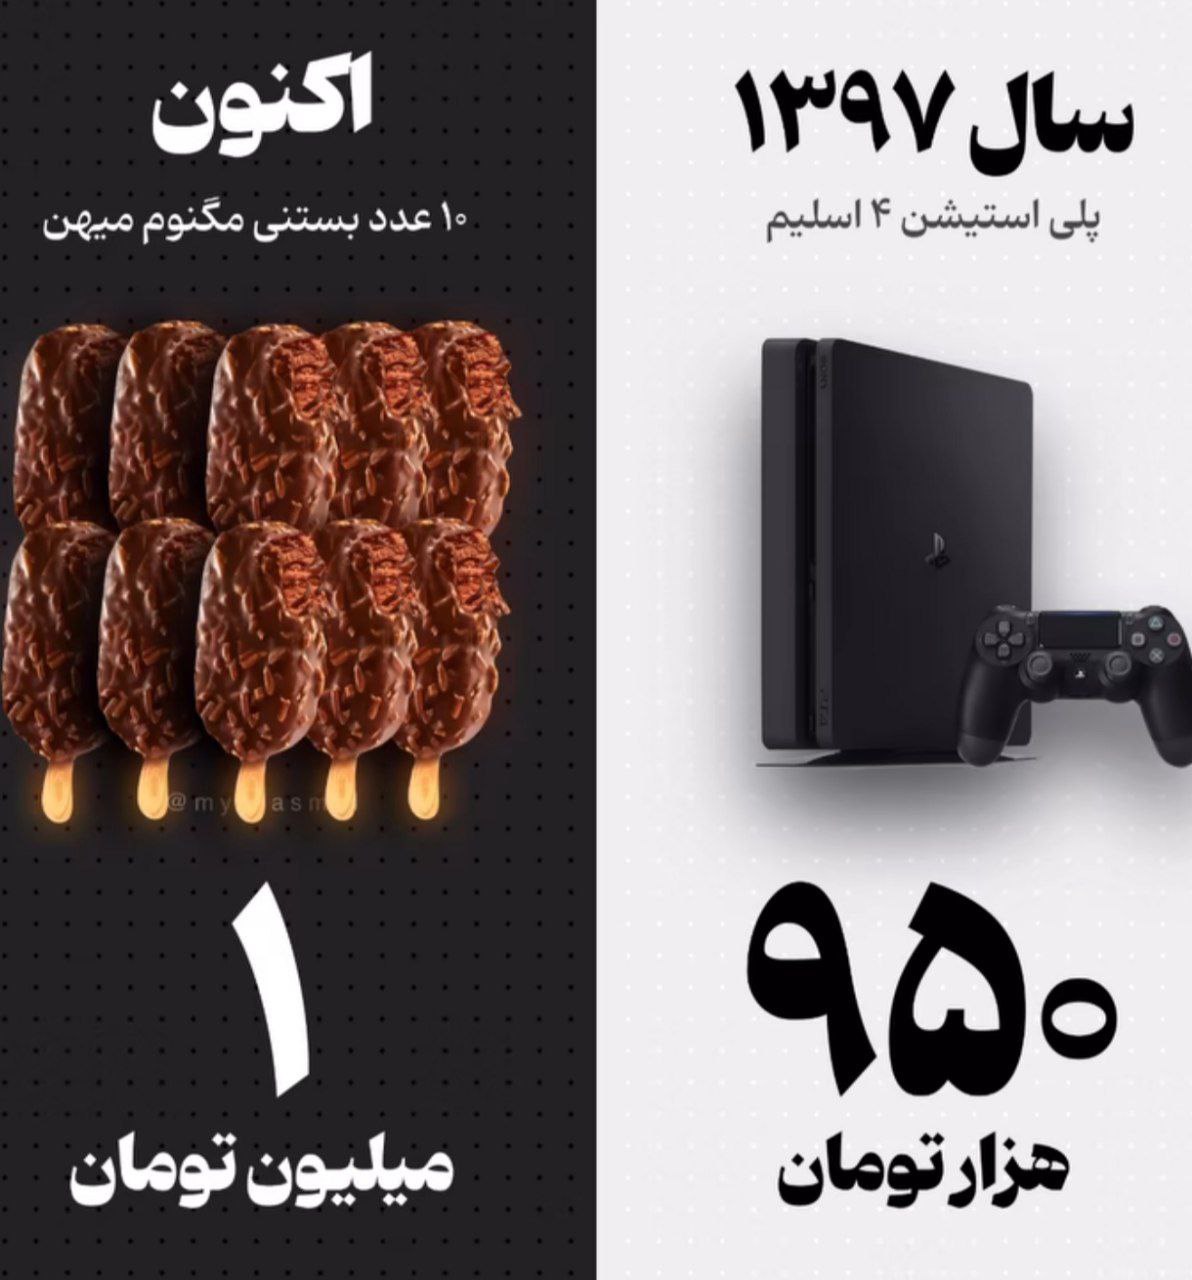 سال ۱۳۹۷
پلی استیشن ۴ اسلیم
۹۵۰
هزار تومان
اکنون
۱۰ عدد بستنی مگنوم میهن
۱
میلیون تومان